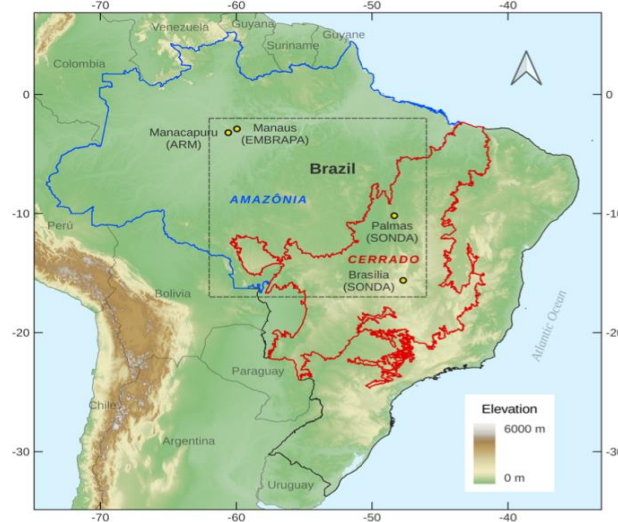 -70
-60
-50
-40
Venezuela
Guyana
Suriname
Guyane
Colombia
0
0
Manacapuru
(ARM)
Manaus
(EMBRAPA)
Brazil
AMAZÔNIA
-10
-10
Palmas
(SONDA)
Perú
CERRADO
Brasilia
(SONDA)
Bolivia
Atlantic Ocean
-20
-20
Paraguay
Chile
Argentina
Elevation
6000 m
0 m
-30
-30
Uruguay
-70
-60
-50
-40